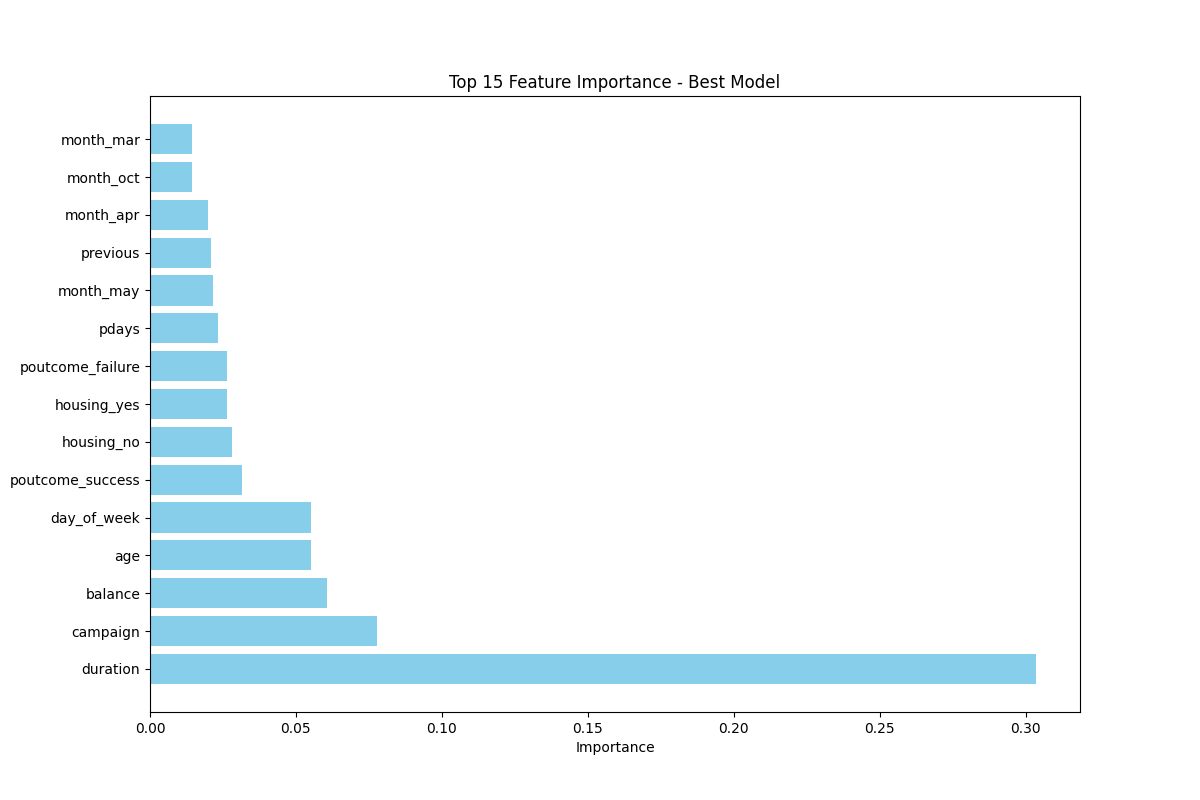 Top 15 Feature Importance - Best Model
month_mar
month_oct
month_apr
previous
month_may
pdays
poutcome_failure
housing_yes
housing_no
poutcome_success
day_of_week
age
balance
campaign
duration
0.00 0.05 0.10 0.15 0.20 0.25 0.30
Importance